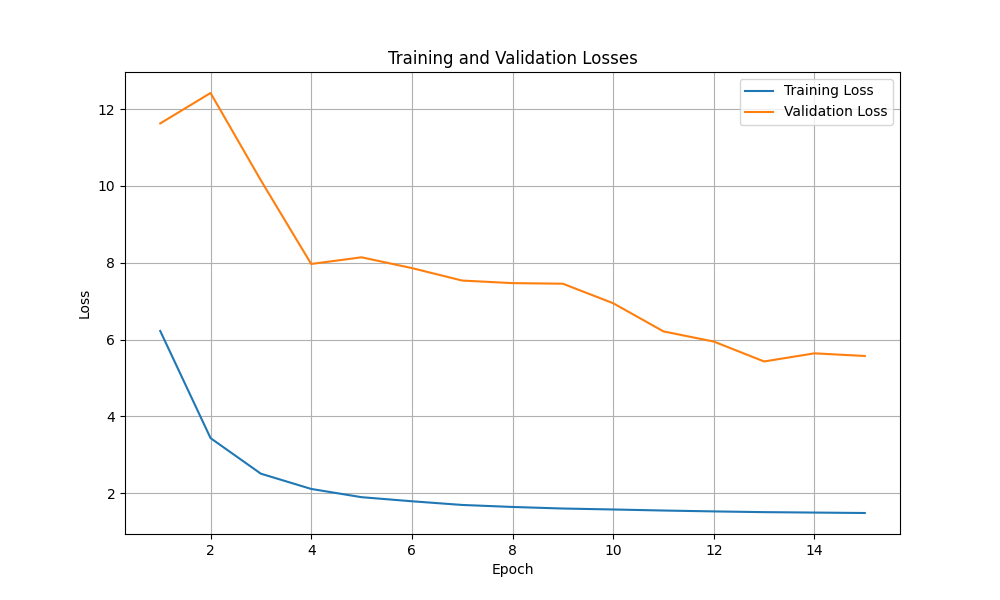 Training and Validation Losses
Training Loss
Validation Loss
12
10
8
6
4
2
Loss
2 4 6 8 10 12 14
Epoch